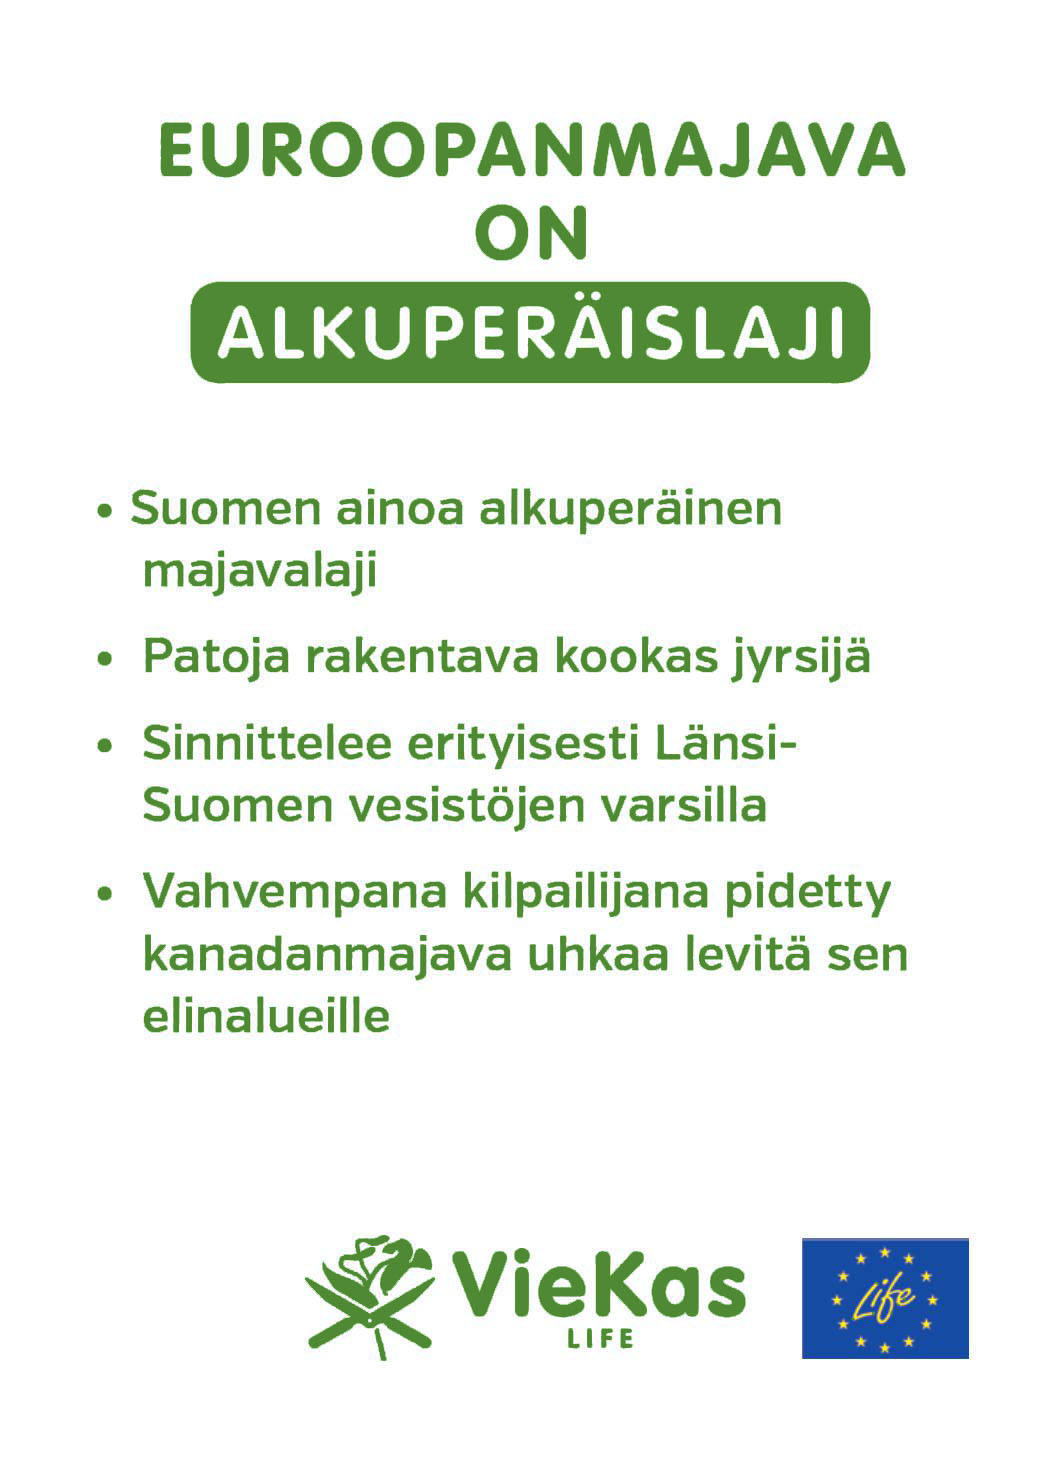 EUROOPANMAJAVA
ON
ALKUPERÄISLAJI
• Suomen ainoa alkuperäinen
majavalaji
• Patoja rakentava kookas jyrsijä
• Sinnittelee erityisesti Länsi-
Suomen vesistöjen varsilla
• Vahvempana kilpailijana pidetty
kanadanmajava uhkaa levitä sen
elinalueille
VieKas
LIFE
Life